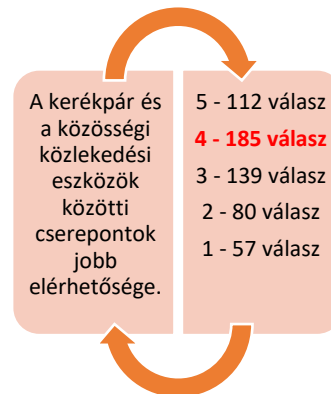 A kerékpár és
a közösségi
közlekedési
eszközök
közötti
cserepontok
jobb
elérhetősége.
5 - 112 válasz
4 - 185 válasz
3 - 139 válasz
2 - 80 válasz
1 - 57 válasz